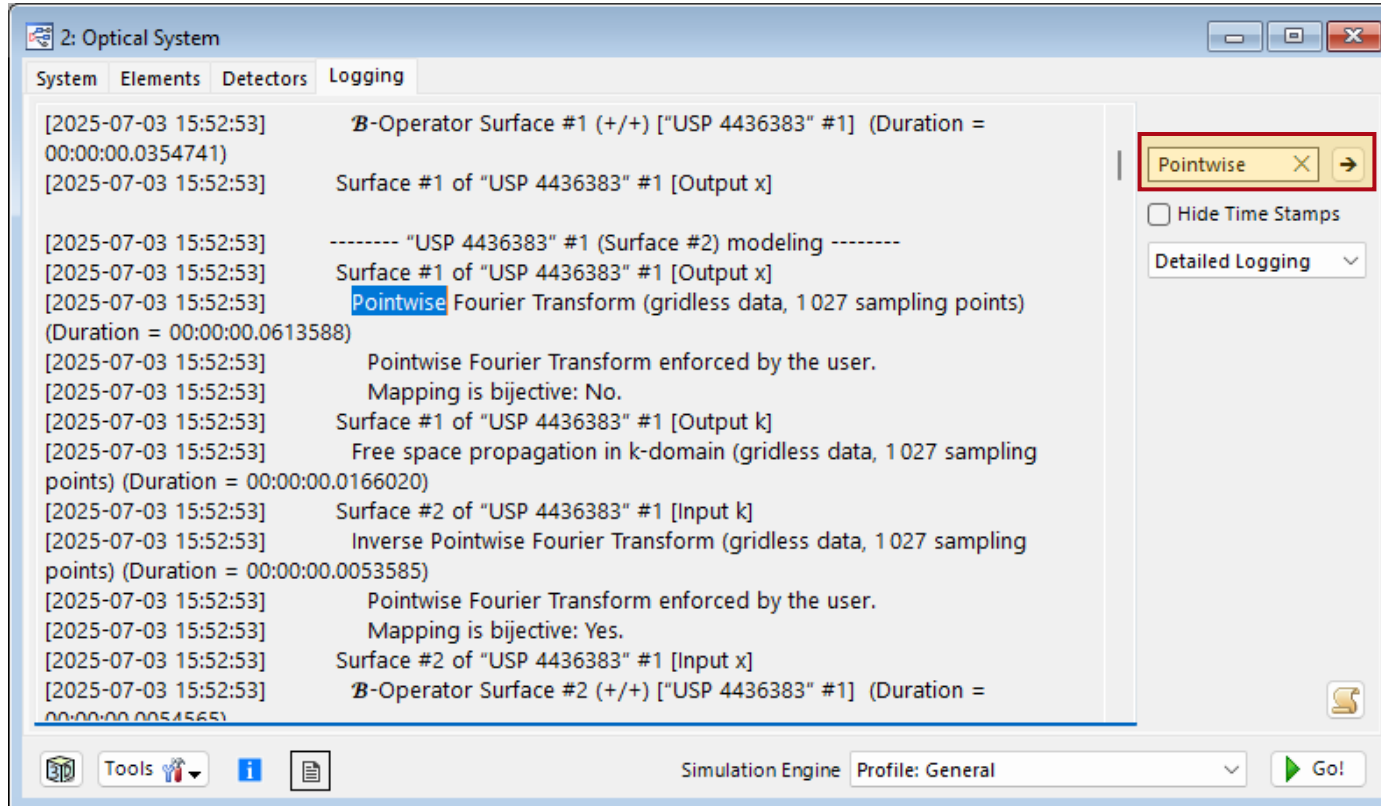 2: Optical System
System Elements Detectors Logging
[2025-07-03 15:52:53] 𝓑-Operator Surface #1 (+/+) ["USP 4436383" #1] (Duration =
00:00:00.0354741)
[2025-07-03 15:52:53] Surface #1 of "USP 4436383" #1 [Output x]
[2025-07-03 15:52:53] -------- "USP 4436383" #1 (Surface #2) modeling --------
[2025-07-03 15:52:53] Surface #1 of "USP 4436383" #1 [Output x]
[2025-07-03 15:52:53] Pointwise Fourier Transform (gridless data, 1 027 sampling points)
(Duration = 00:00:00.0613588)
[2025-07-03 15:52:53] Pointwise Fourier Transform enforced by the user.
[2025-07-03 15:52:53] Mapping is bijective: No.
[2025-07-03 15:52:53] Surface #1 of "USP 4436383" #1 [Output k]
[2025-07-03 15:52:53] Free space propagation in k-domain (gridless data, 1 027 sampling
points) (Duration = 00:00:00.0166020)
[2025-07-03 15:52:53] Surface #2 of "USP 4436383" #1 [Input k]
[2025-07-03 15:52:53] Inverse Pointwise Fourier Transform (gridless data, 1 027 sampling
points) (Duration = 00:00:00.0053585)
[2025-07-03 15:52:53] Pointwise Fourier Transform enforced by the user.
[2025-07-03 15:52:53] Mapping is bijective: Yes.
[2025-07-03 15:52:53] Surface #2 of "USP 4436383" #1 [Input x]
[2025-07-03 15:52:53] 𝓑-Operator Surface #2 (+/+) ["USP 4436383" #1] (Duration =
00:00:00.0054565)
Pointwise
Hide Time Stamps
Detailed Logging
3D Tools i Simulation Engine Profile: General Go!